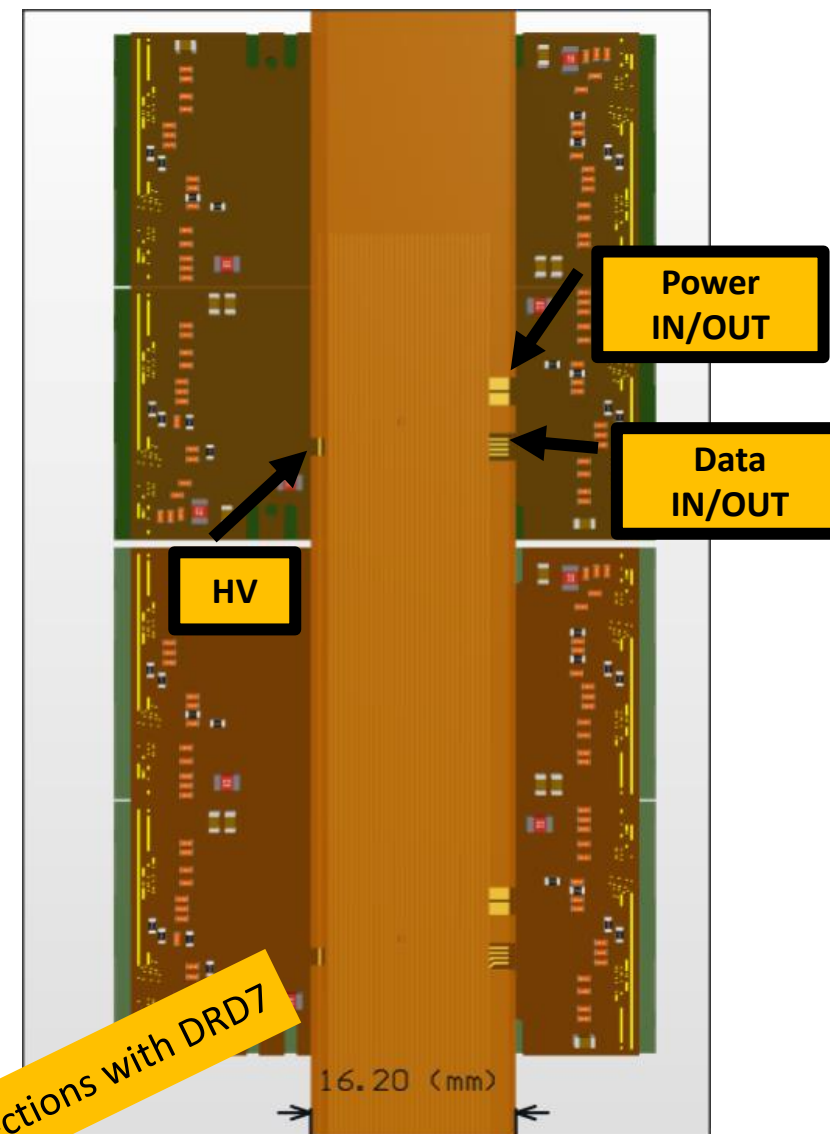 Power
IN/OUT
Data
IN/OUT
HV
ctions with DRD7
16.20 (mm)